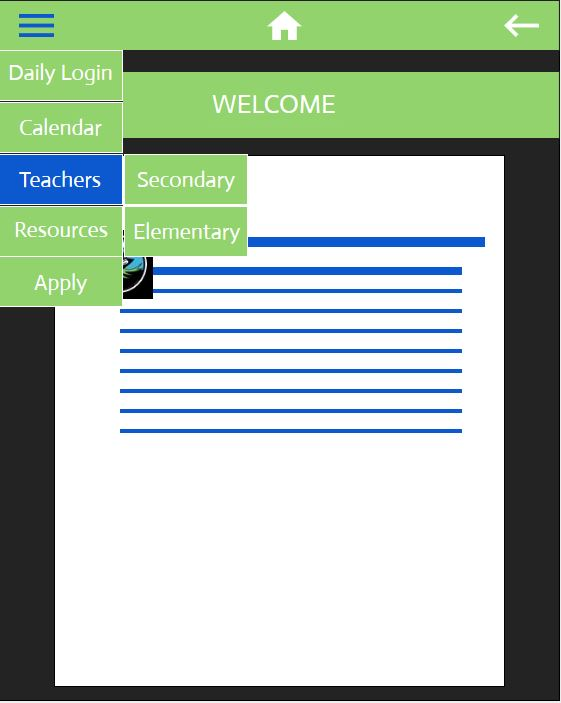 Daily Login
WELCOME
Calendar
Teachers
Secondary
Resources
Elementary
Apply